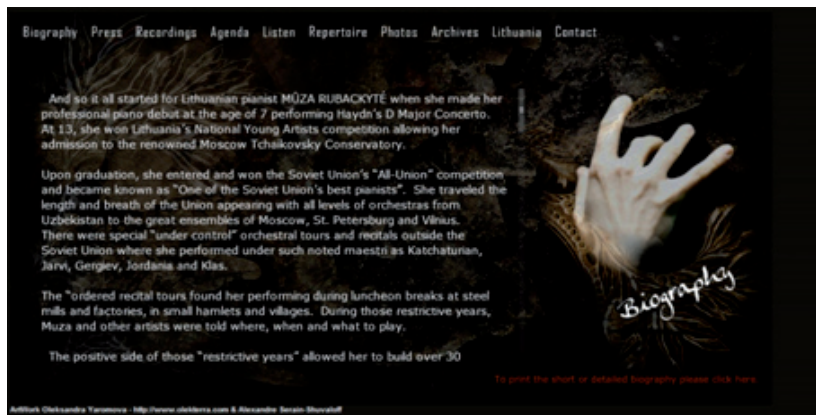 Biography Press Recordings Agenda Listen Repertoire Photos Archives Lithuania Contact
And so it all started for Lithuanian pianist MŪZA RUBACKYTÉ when she made her
professional piano debut at the age of 7 performing Haydn's D Major Concerto.
At 13, she won Lithuania's National Young Artists competition allowing her
admission to the renowned Moscow Tchaikovsky Conservatory.
Upon graduation, she entered and won the Soviet Union's "All-Union" competition
and became known as "One of the Soviet Union's best pianists". She traveled the
length and breath of the Union appearing with all levels of orchestras from
Uzbekistan to the great ensembles of Moscow, St. Petersburg and Vilnius.
There were special "under control" orchestral tours and recitals outside the
Soviet Union where she performed under such noted maestri as Katchaturian,
Jarvi, Gergiev, Jordania and Klas.
The "ordered recital tours found her performing during luncheon breaks at steel
mills and factories, in small hamlets and villages. During those restrictive years,
Muza and other artists were told where, when and what to play.
The positive side of those "restrictive years" allowed her to build over 30
Biography
To print the short or detailed biography please click here.
ArtWork Oleksandra Yaromova - http://www.olekterra.com & Alexandre Serain-Shuvaloff